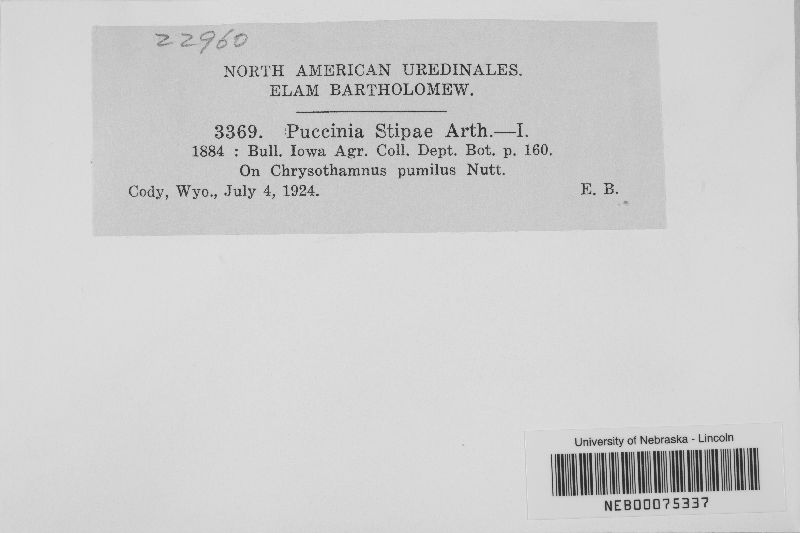 22960
NORTH AMERICAN UREDINALES.
ELAM BARTHOLOMEW.
3369. Puccinia Stipae Arth.—I.
1884 : Bull. Iowa Agr. Coll. Dept. Bot. p. 160.
On Chrysothamnus pumilus Nutt.
Cody, Wyo., July 4, 1924. E. B.
University of Nebraska - Lincoln
NEB00075337